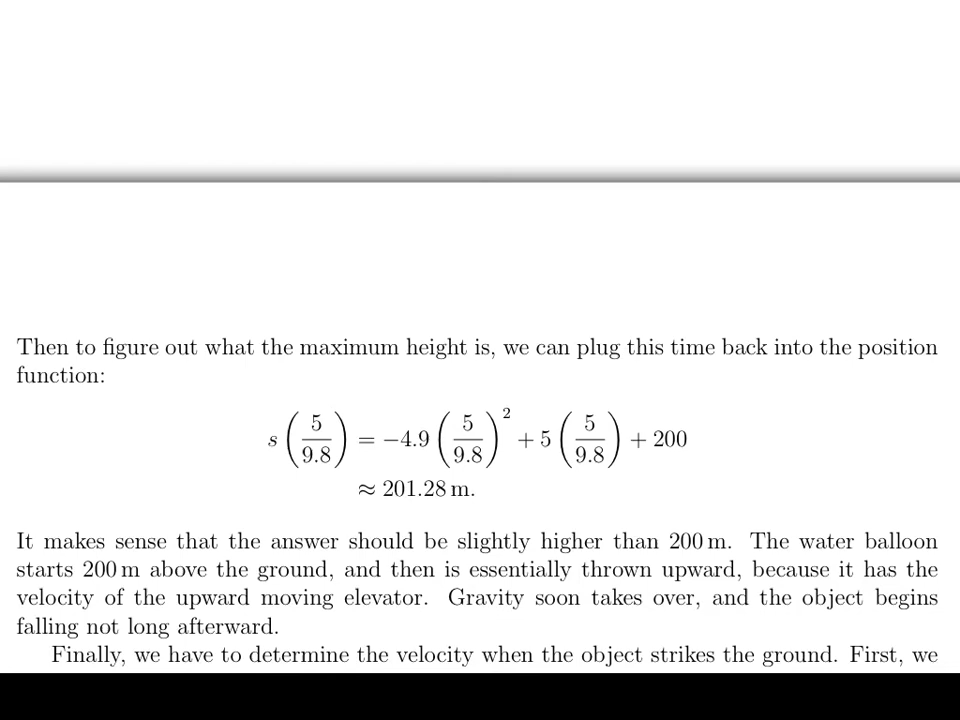 Then to figure out what the maximum height is, we can plug this time back into the position
function:
s(5/9.8) = −4.9(5/9.8)² + 5(5/9.8) + 200
≈ 201.28 m.
It makes sense that the answer should be slightly higher than 200 m. The water balloon
starts 200 m above the ground, and then is essentially thrown upward, because it has the
velocity of the upward moving elevator. Gravity soon takes over, and the object begins
falling not long afterward.
Finally, we have to determine the velocity when the object strikes the ground. First, we